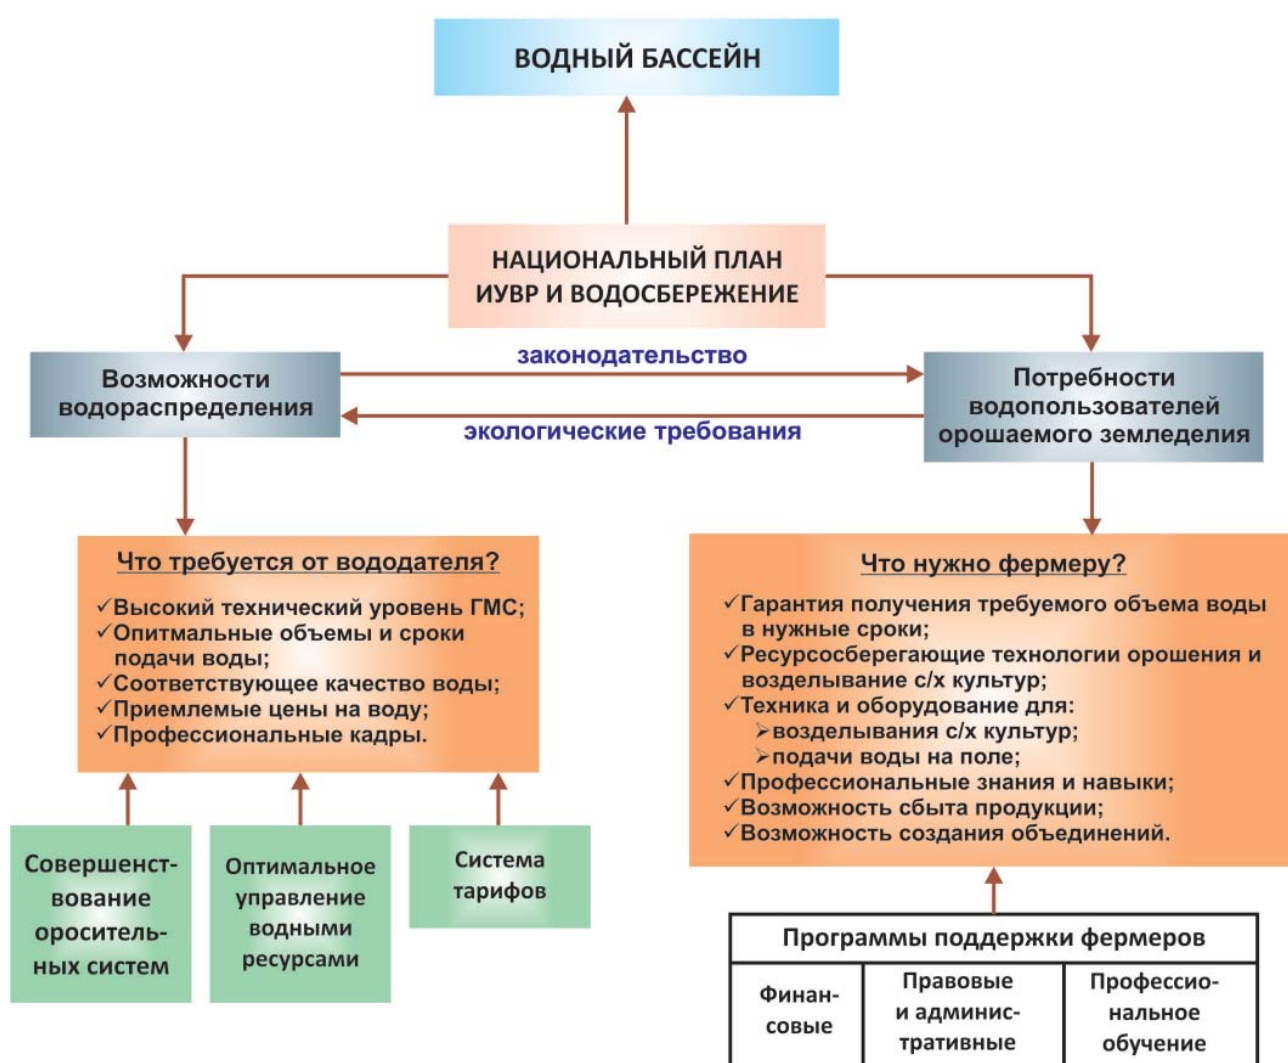 ВОДНЫЙ БАССЕЙН
НАЦИОНАЛЬНЫЙ ПЛАН
ИУВР И ВОДОСБЕРЕЖЕНИЕ
законодательство
экологические требования
Возможности
водораспределения
Потребности
водопользователей
орошаемого земледелия
Что требуется от вододателя?
✓Высокий технический уровень ГМС;
✓Опитмальные объемы и сроки
подачи воды;
✓Соответствующее качество воды;
✓Приемлемые цены на воду;
✓Профессиональные кадры.
Что нужно фермеру?
✓Гарантия получения требуемого объема воды
в нужные сроки;
✓Ресурсосберегающие технологии орошения и
возделывание с/х культур;
✓Техника и оборудование для:
➢возделывания с/х культур;
➢подачи воды на поле;
✓Профессиональные знания и навыки;
✓Возможность сбыта продукции;
✓Возможность создания объединений.
Совершенст-
вование
ороситель-
ных систем
Оптимальное
управление
водными
ресурсами
Система
тарифов
Программы поддержки фермеров
Финан-
совые
Правовые
и админис-
тративные
Профессио-
нальное
обучение